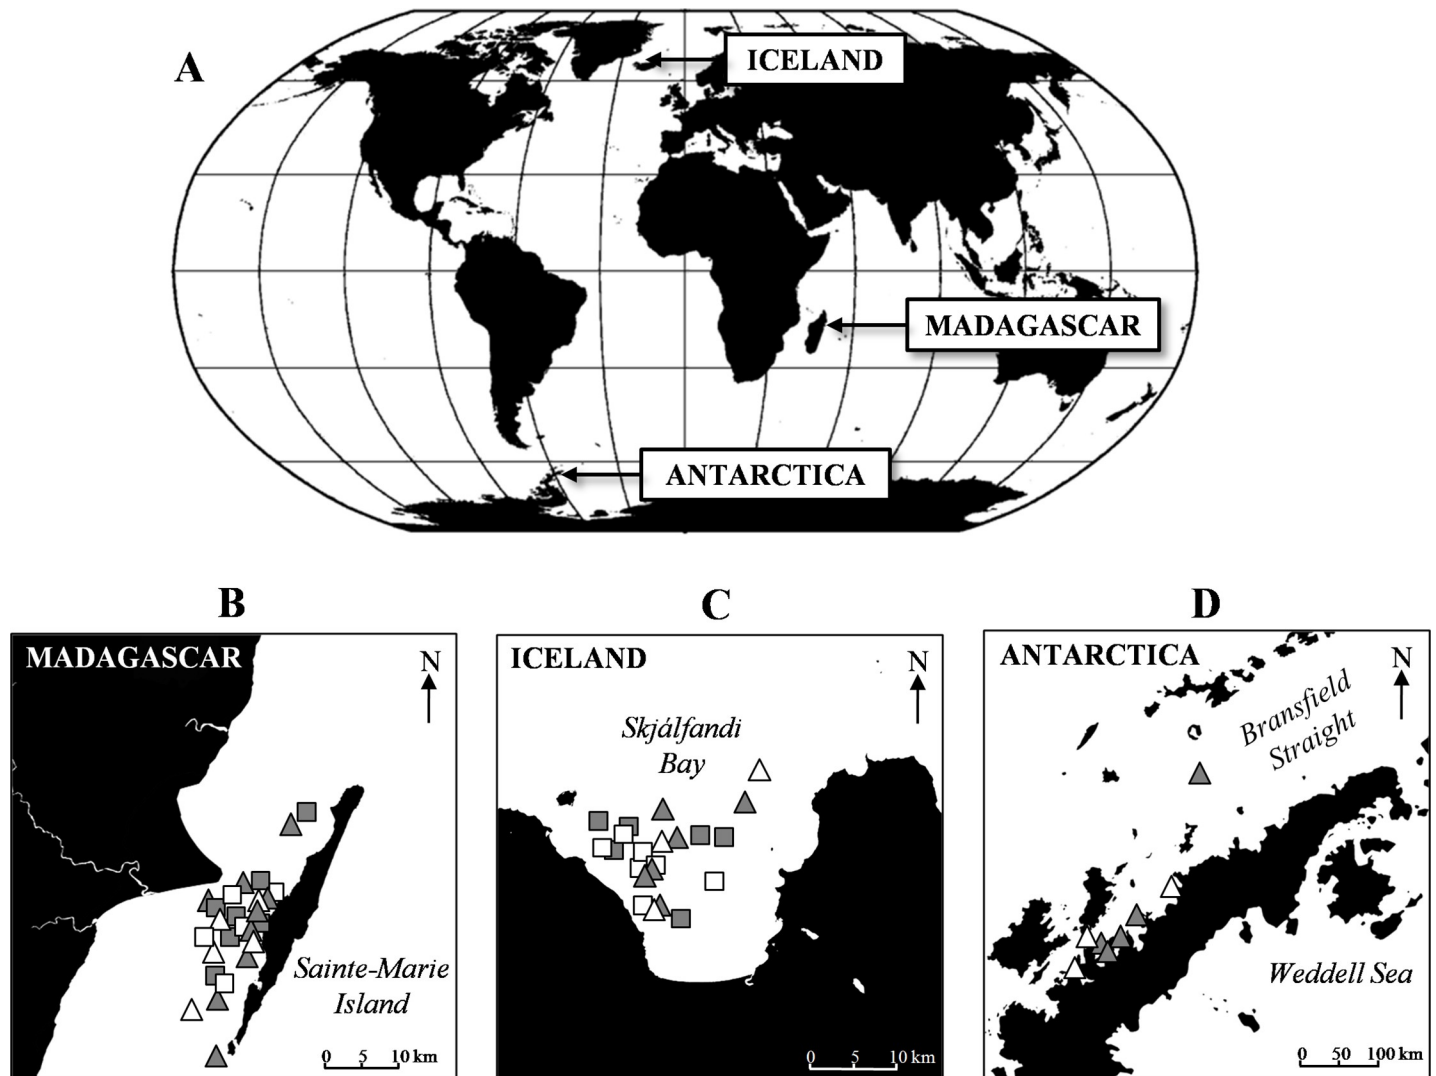 A
ICELAND
MADAGASCAR
ANTARCTICA
B
C
D
MADAGASCAR
N
Sainte-Marie
Island
0 5 10 km
ICELAND
N
Skjálfandi
Bay
0 5 10 km
ANTARCTICA
N
Bransfield
Straight
Weddell Sea
0 50 100 km